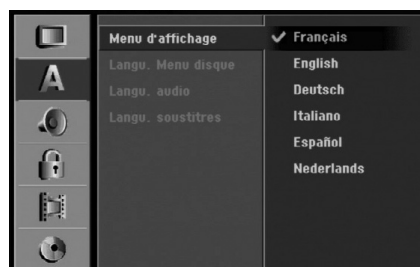 A
Menu d'affichage
Langu. Menu disque
Langu. audio
Langu. soustitres
Français
English
Deutsch
Italiano
Español
Nederlands